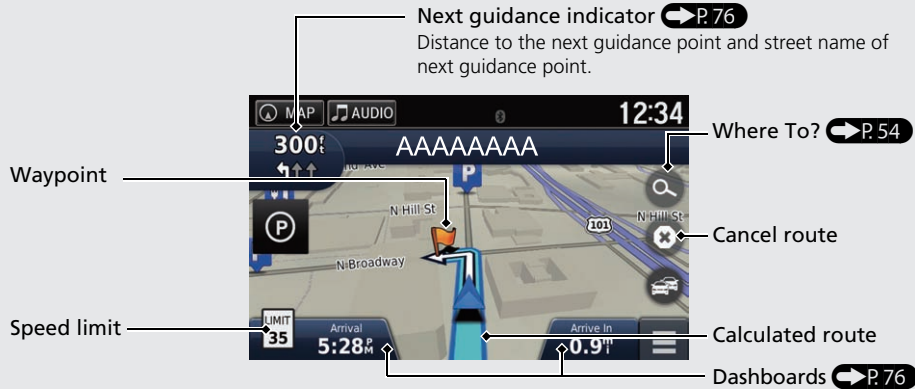 Next guidance indicator P. 76
Distance to the next guidance point and street name of
next guidance point.
MAP AUDIO 12:34
300ft AAAAAAAA
Where To? P. 54
Waypoint
P
N Hill St
101
N Hill St
P
Cancel route
N Broadway
Speed limit
LIMIT
35
Arrival
5:28PM
Arrive In
0.9mi
Calculated route
Dashboards P. 76